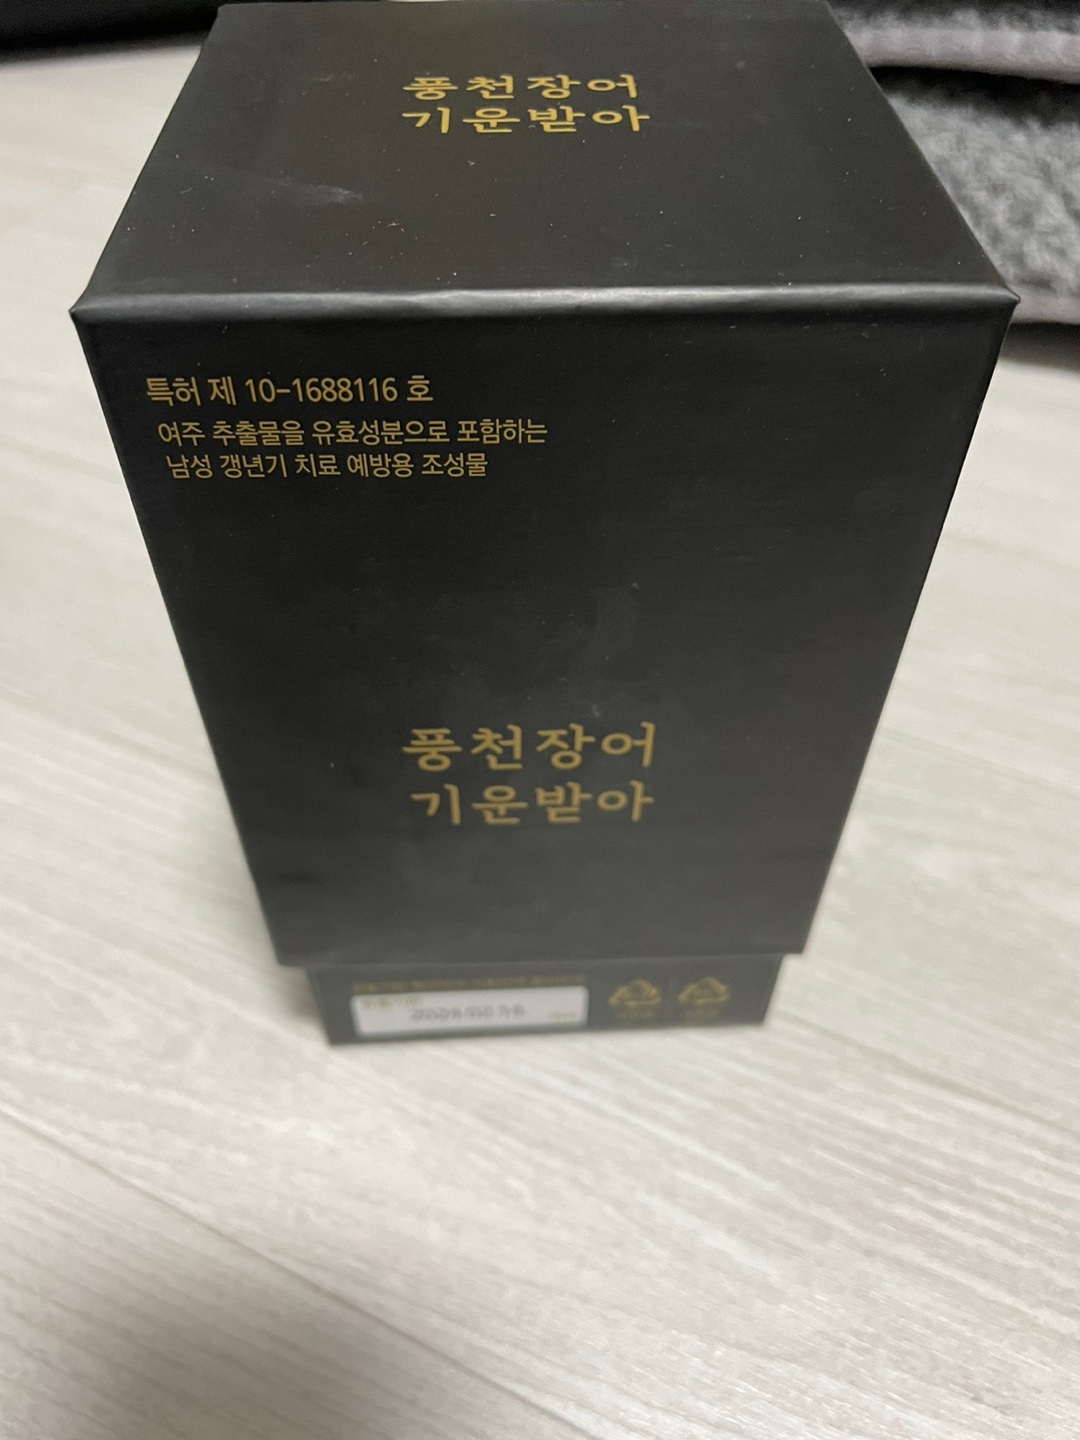 풍천장어
기운받아
특허 제 10-1688116 호
여주 추출물을 유효성분으로 포함하는
남성 갱년기 치료 예방용 조성물
풍천장어
기운받아